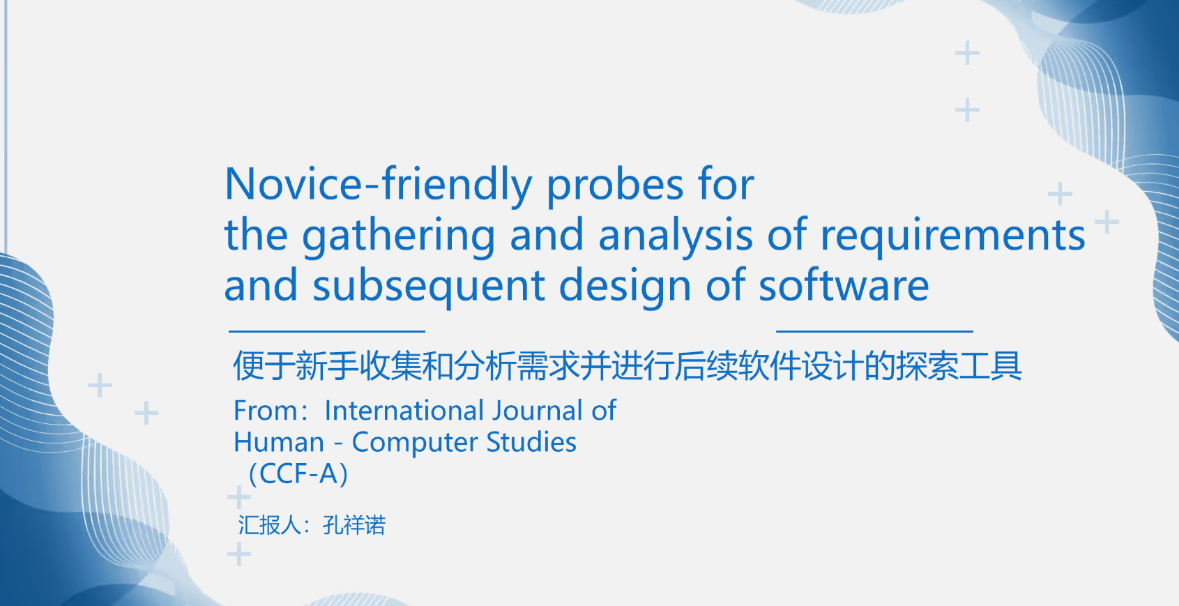 Novice-friendly probes for
the gathering and analysis of requirements
and subsequent design of software
便于新手收集和分析需求并进行后续软件设计的探索工具
From：International Journal of
Human - Computer Studies
（CCF-A）
汇报人：孔祥诺